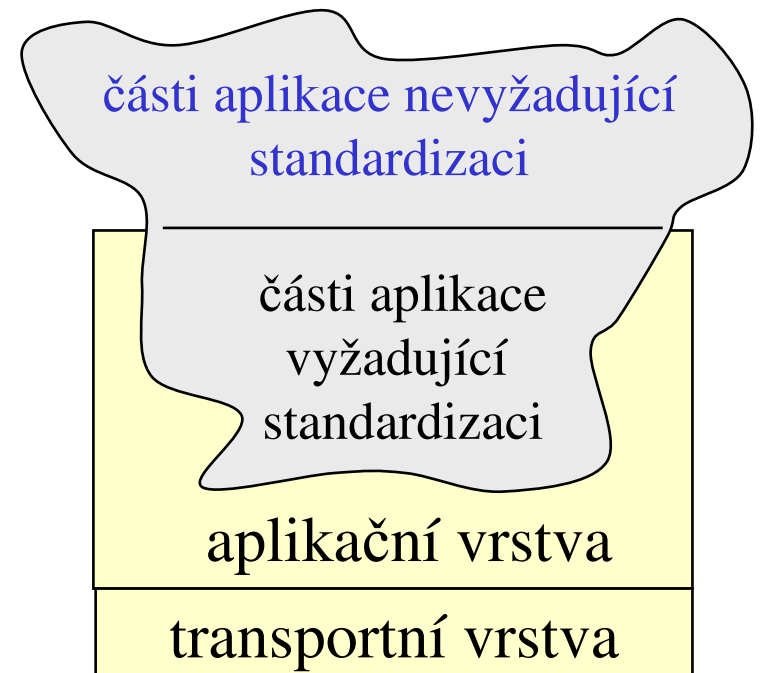 části aplikace nevyžadující
standardizaci
části aplikace
vyžadující
standardizaci
aplikační vrstva
transportní vrstva